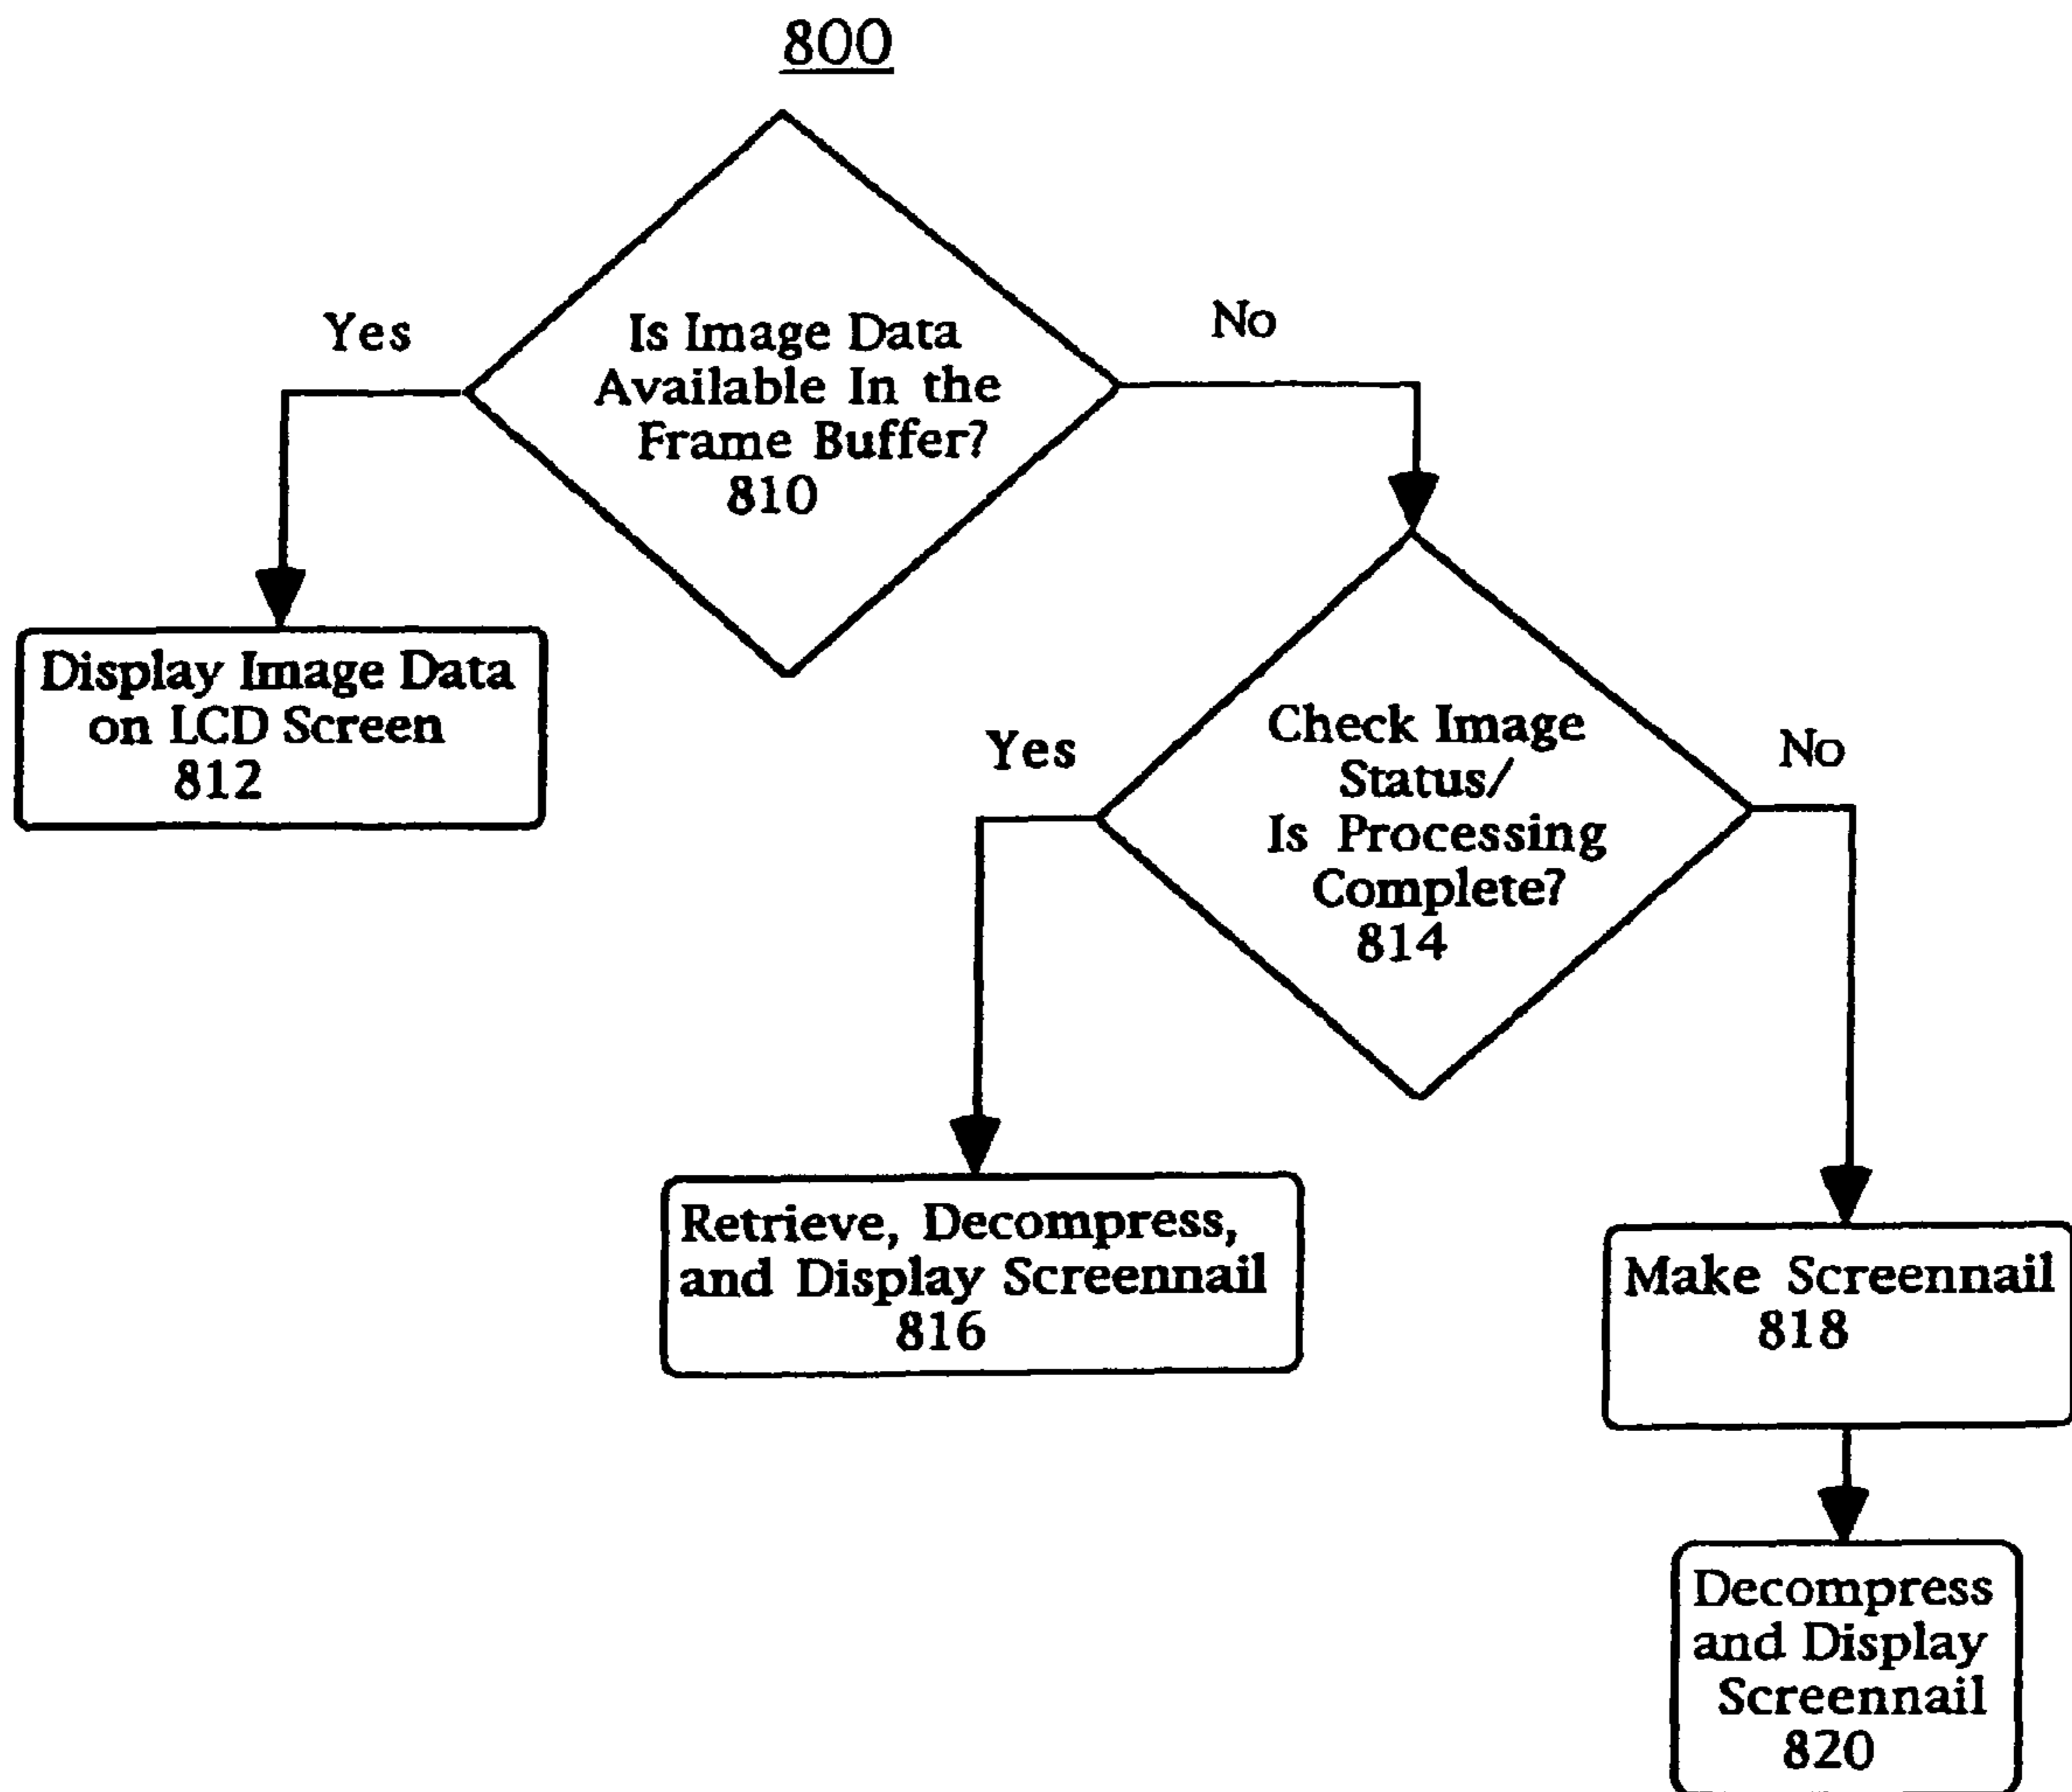 800
Yes
No
Is Image Data
Available In the
Frame Buffer?
810
Display Image Data
on LCD Screen
812
Yes
No
Check Image
Status/
Is Processing
Complete?
814
Retrieve, Decompress,
and Display Screennail
816
Make Screennail
818
Decompress
and Display
Screennail
820